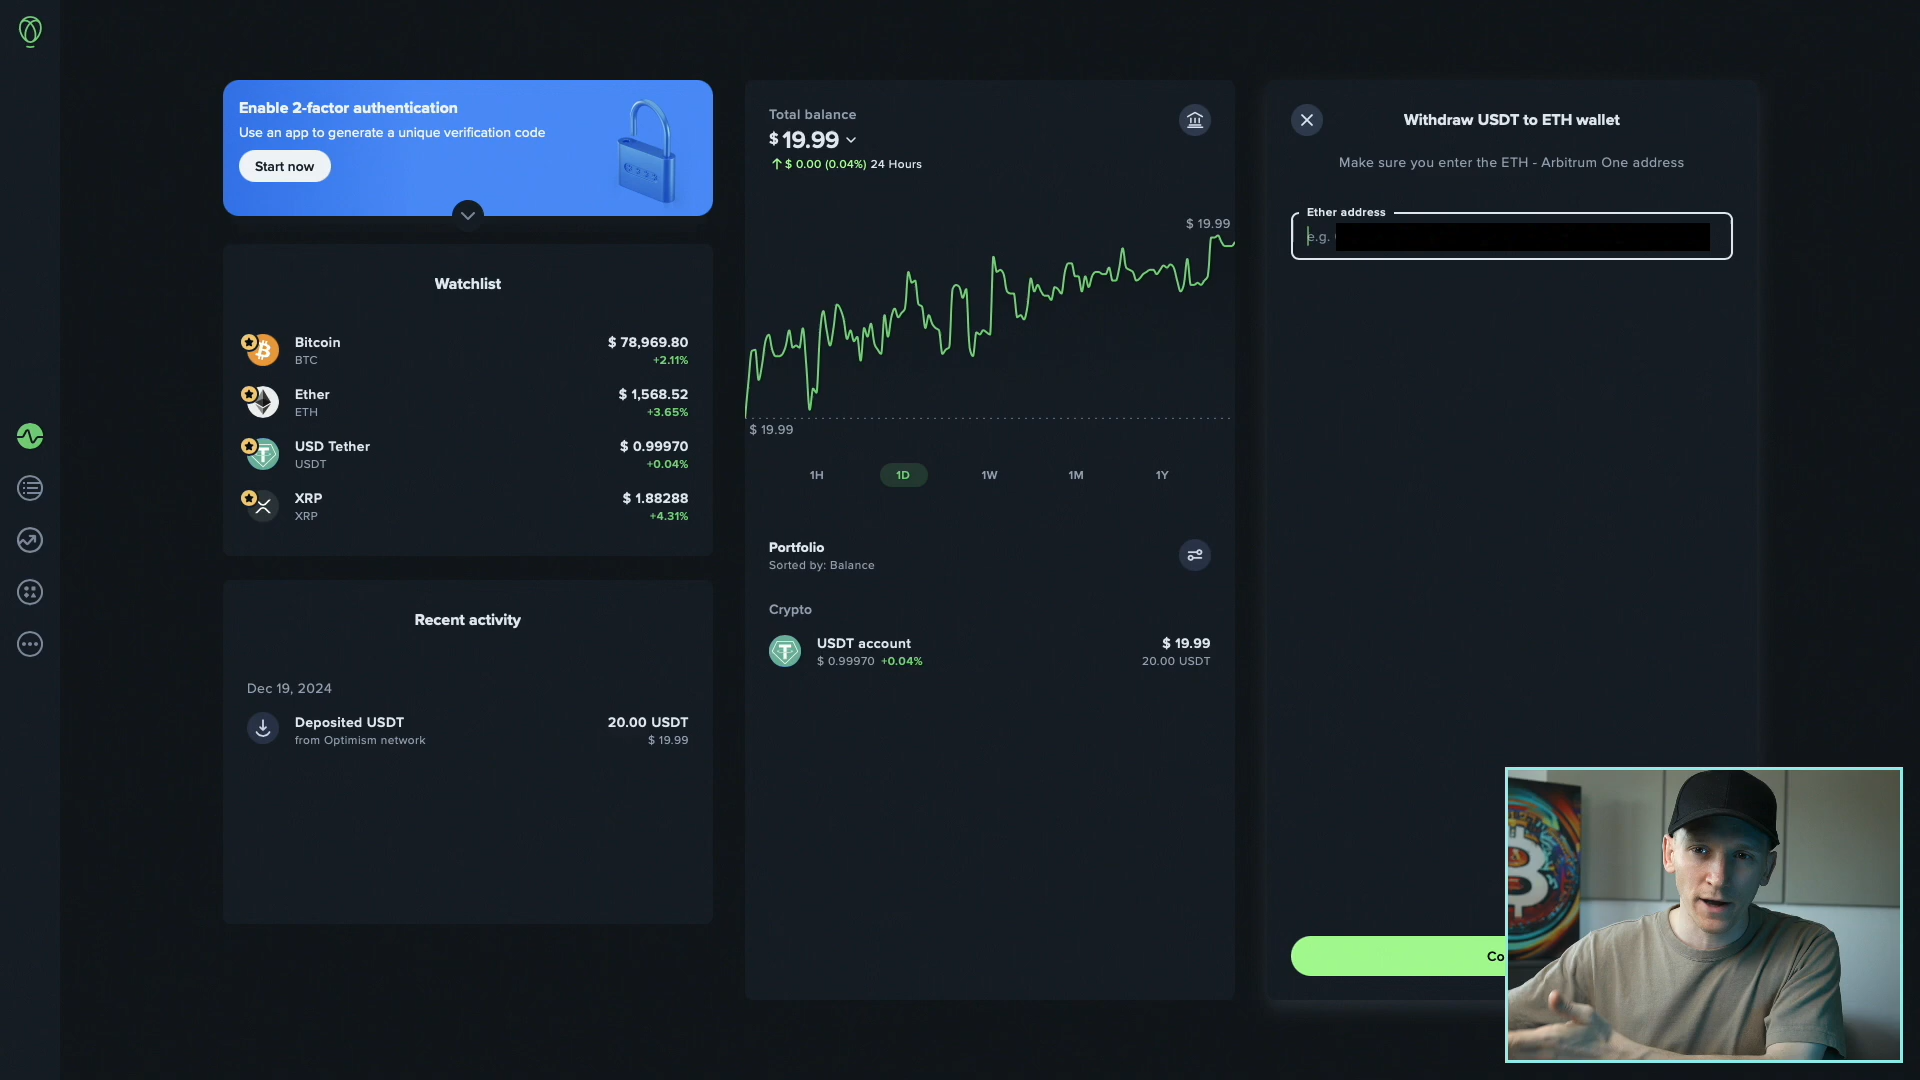 Enable 2-factor authentication
Use an app to generate a unique verification code
Start now
Watchlist
Bitcoin
BTC
$ 78,969.80
+2.11%
Ether
ETH
$ 1,568.52
+3.65%
USD Tether
USDT
$ 0.99970
+0.04%
XRP
XRP
$ 1.88288
+4.31%
Recent activity
Dec 19, 2024
Deposited USDT
from Optimism network
20.00 USDT
$ 19.99
Total balance
$ 19.99
$ 0.00 (0.04%) 24 Hours
$ 19.99
$ 19.99
1H 1D 1W 1M 1Y
Portfolio
Sorted by: Balance
Crypto
USDT account
$ 0.99970 +0.04%
$ 19.99
20.00 USDT
Withdraw USDT to ETH wallet
Make sure you enter the ETH - Arbitrum One address
Ether address
e.g.
Co